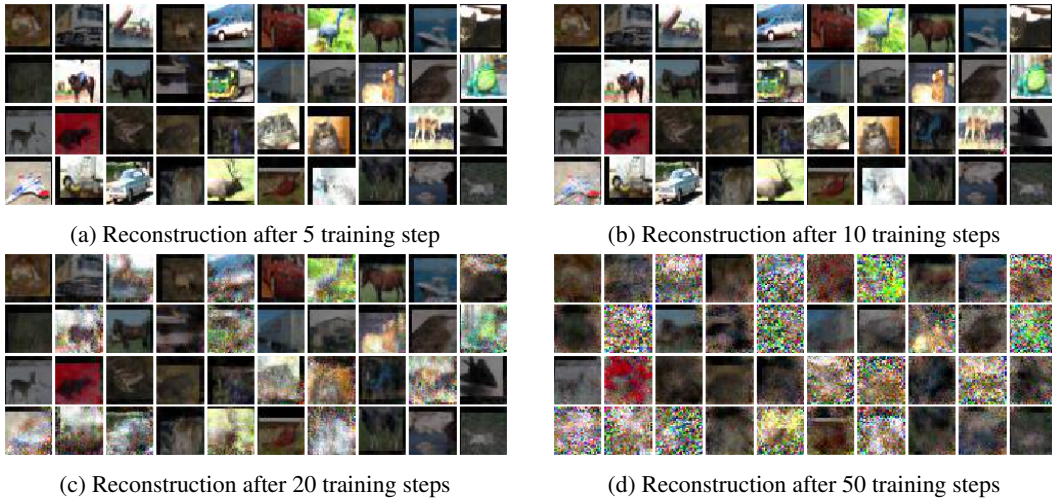 (a) Reconstruction after 5 training step
(b) Reconstruction after 10 training steps
(c) Reconstruction after 20 training steps
(d) Reconstruction after 50 training steps